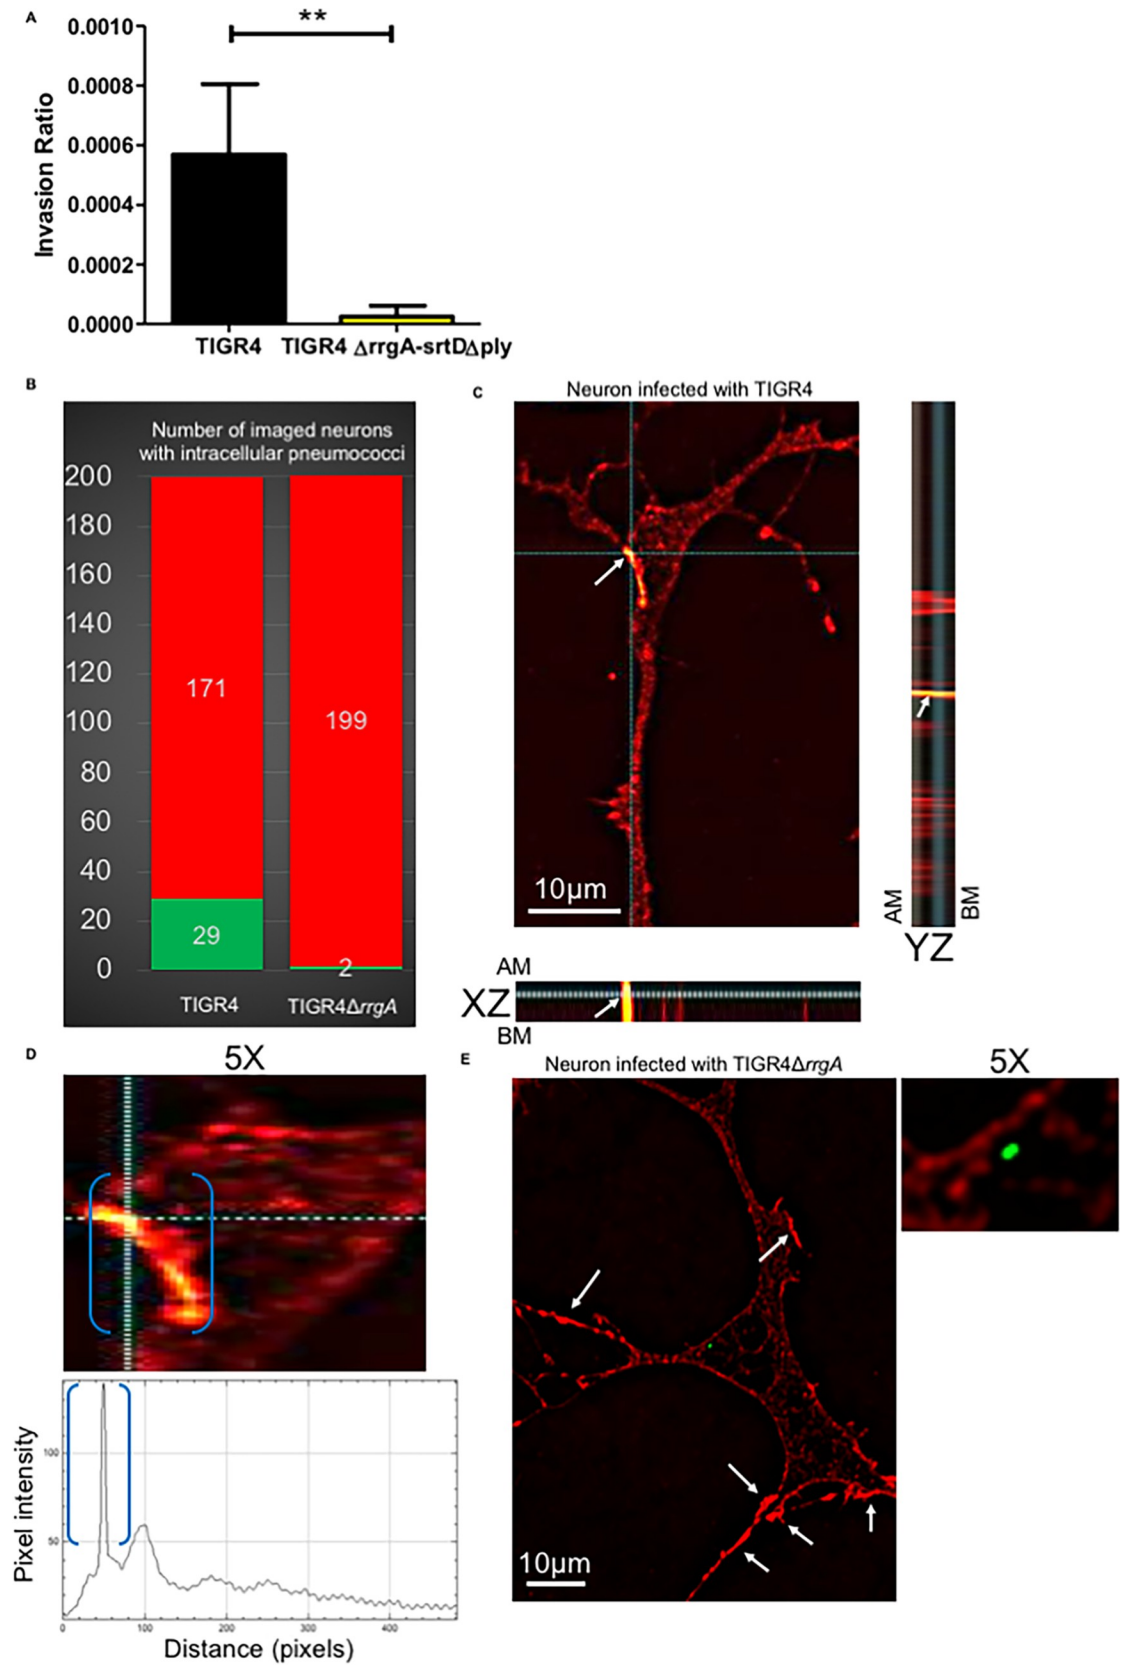 A
**
0.0010
0.0008
0.0006
0.0004
0.0002
0.0000
Invasion Ratio
TIGR4
TIGR4 ΔrrgA-srtDΔply
B
Number of imaged neurons
with intracellular pneumococci
200
180
160
140
120
100
80
60
40
20
0
171
199
29
2
TIGR4
TIGR4ΔrrgA
C
Neuron infected with TIGR4
10µm
AM
BM
YZ
AM
XZ
BM
D
5X
100
50
Pixel intensity
0
100
200
300
400
Distance (pixels)
E
Neuron infected with TIGR4ΔrrgA
5X
10µm